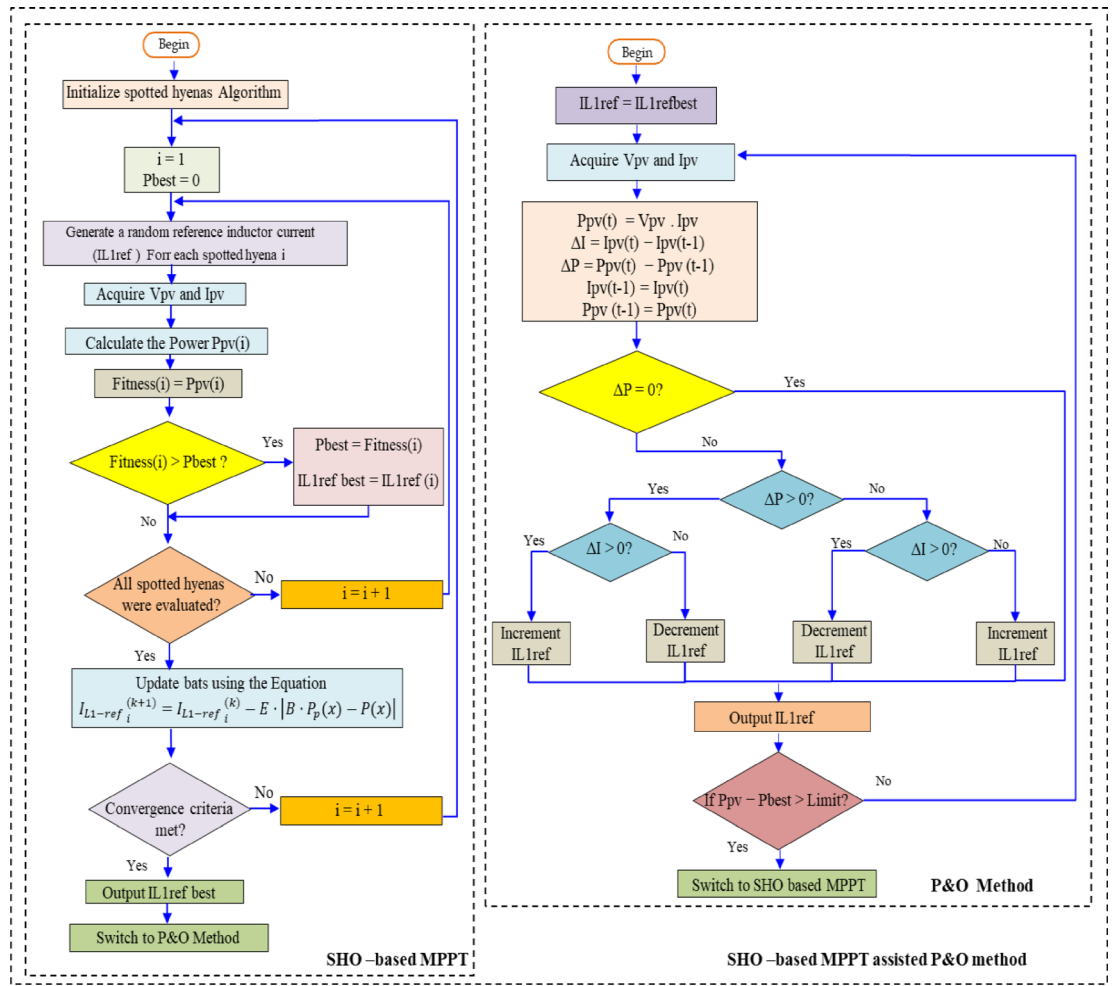 Begin
Initialize spotted hyenas Algorithm
i = 1
Pbest = 0
Generate a random reference inductor current
(IL1ref ) Forr each spotted hyena i
Acquire Vpv and Ipv
Calculate the Power Ppv(i)
Fitness(i) = Ppv(i)
Fitness(i) > Pbest ?
Yes
Pbest = Fitness(i)
IL1ref best = IL1ref (i)
No
All spotted hyenas
were evaluated?
No
i = i + 1
Yes
Update bats using the Equation
I_{L1-ref}_i^{(k+1)} = I_{L1-ref}_i^{(k)} − E · |B · P_p(x) − P(x)|
Convergence criteria
met?
No
i = i + 1
Yes
Output IL1ref best
Switch to P&O Method
SHO –based MPPT
Begin
IL1ref = IL1refbest
Acquire Vpv and Ipv
Ppv(t) = Vpv . Ipv
ΔI = Ipv(t) − Ipv(t-1)
ΔP = Ppv(t) − Ppv (t-1)
Ipv(t-1) = Ipv(t)
Ppv (t-1) = Ppv(t)
ΔP = 0?
Yes
No
ΔP > 0?
Yes
No
ΔI > 0?
Yes
No
ΔI > 0?
Yes
No
Increment
IL1ref
Decrement
IL1ref
Decrement
IL1ref
Increment
IL1ref
Output IL1ref
If Ppv − Pbest > Limit?
No
Yes
Switch to SHO based MPPT
P&O Method
SHO –based MPPT assisted P&O method